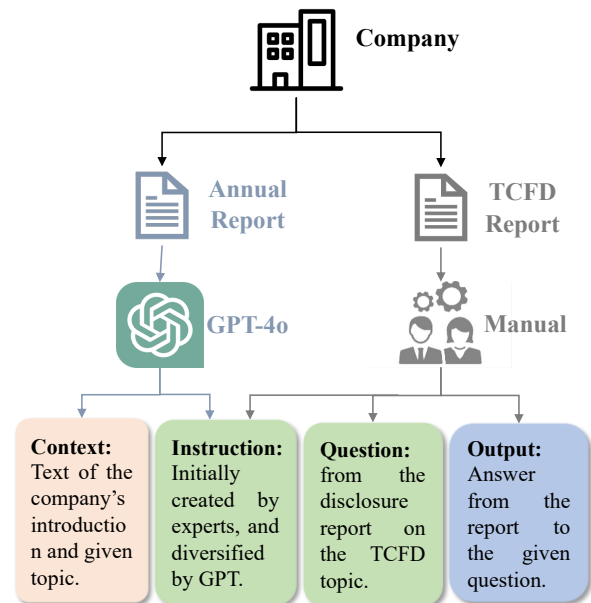 Company
Annual
Report
TCFD
Report
GPT-4o
Manual
Context:
Text of the
company's
introductio
n and given
topic.
Instruction:
Initially
created by
experts, and
diversified
by GPT.
Question:
from the
disclosure
report on
the TCFD
topic.
Output:
Answer
from the
report to
the given
question.